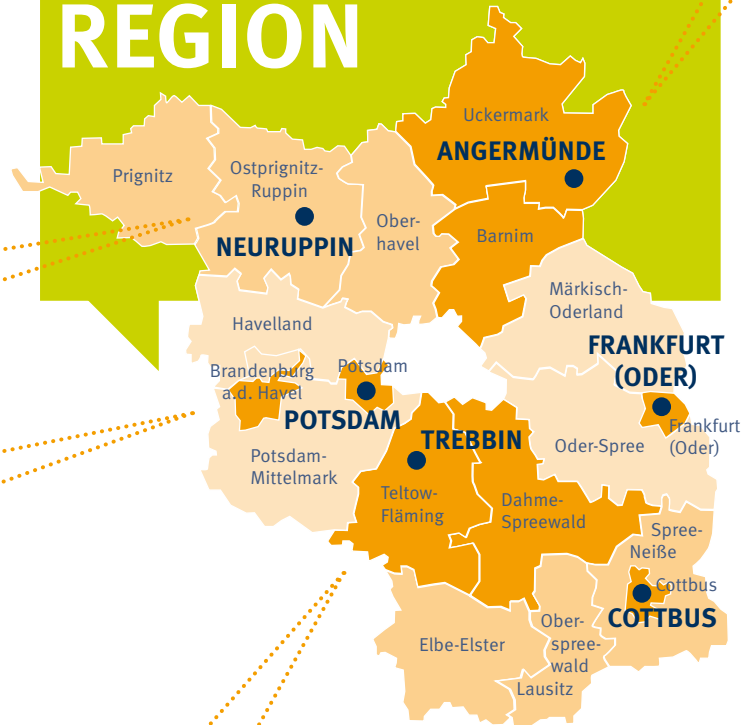 REGION
Uckermark
ANGERMÜNDE
Prignitz
Ostprignitz-
Ruppin
NEURUPPIN
Ober-
havel
Barnim
Märkisch-
Oderland
Havelland
FRANKFURT
(ODER)
Brandenburg
a.d. Havel
Potsdam
POTSDAM
TREBBIN
Frankfurt
(Oder)
Oder-Spree
Potsdam-
Mittelmark
Teltow-
Fläming
Dahme-
Spreewald
Spree-
Neiße
Cottbus
COTTBUS
Elbe-Elster
Ober-
spree-
wald
Lausitz